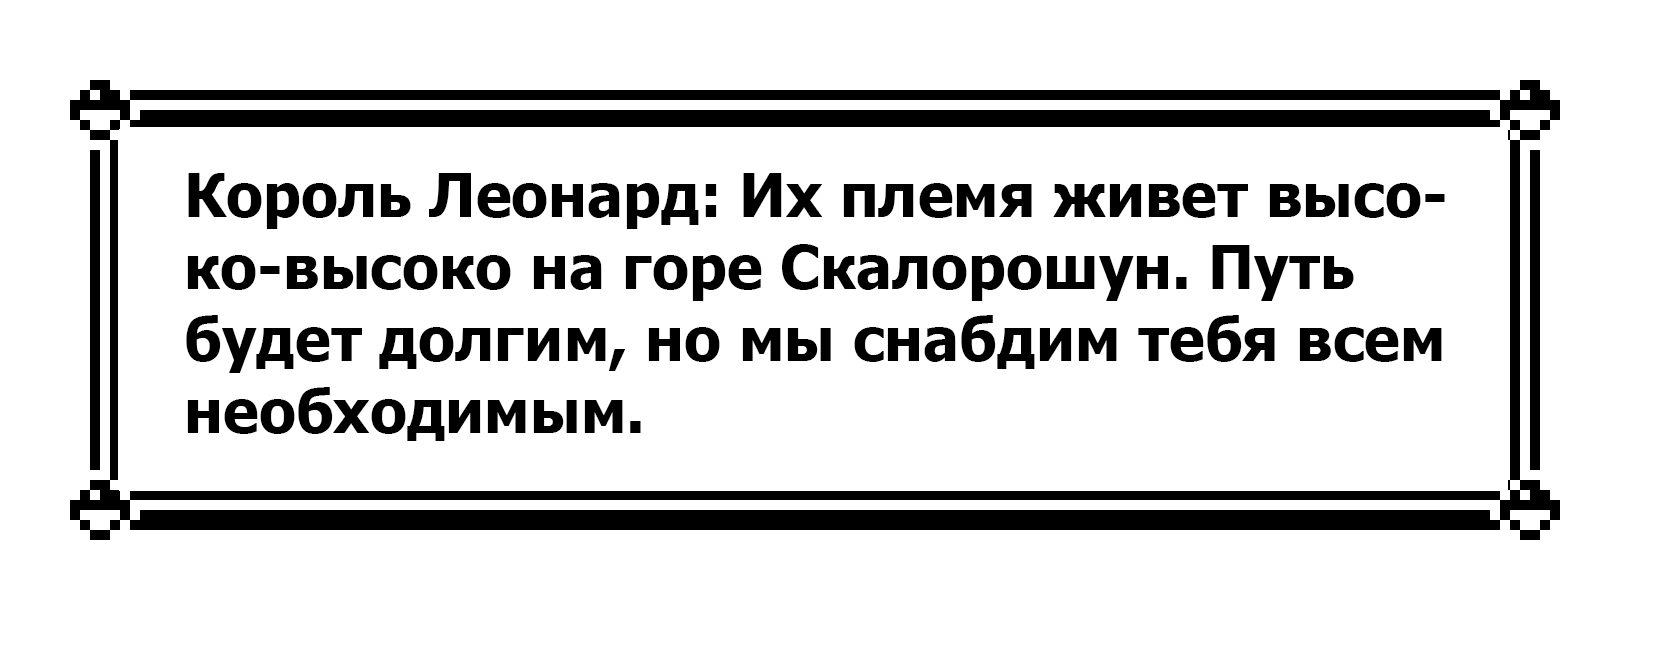 Король Леонард: Их племя живет высо-
ко-высоко на горе Скалорошун. Путь
будет долгим, но мы снабдим тебя всем
необходимым.